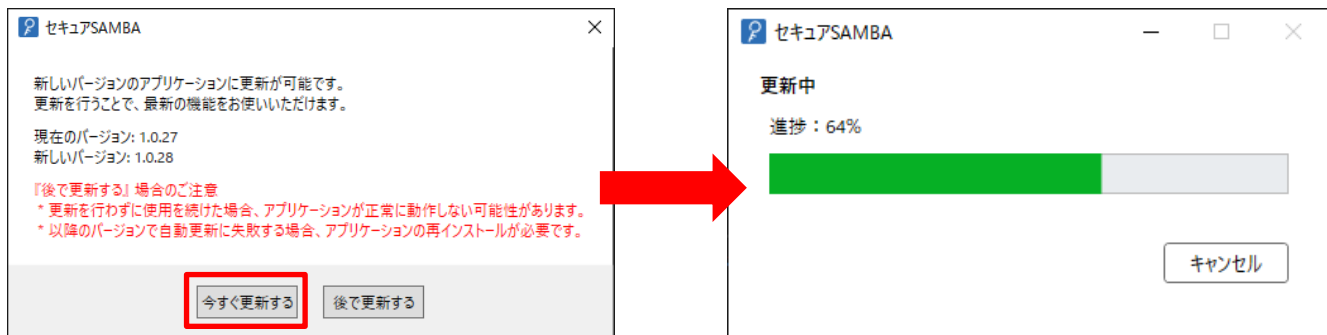 セキュアSAMBA
新しいバージョンのアプリケーションに更新が可能です。
更新を行うことで、最新の機能をお使いいただけます。
現在のバージョン: 1.0.27
新しいバージョン: 1.0.28
『後で更新する』場合のご注意
* 更新を行わずに使用を続けた場合、アプリケーションが正常に動作しない可能性があります。
* 以降のバージョンで自動更新に失敗する場合、アプリケーションの再インストールが必要です。
今すぐ更新する
後で更新する
セキュアSAMBA
更新中
進捗：64%
キャンセル